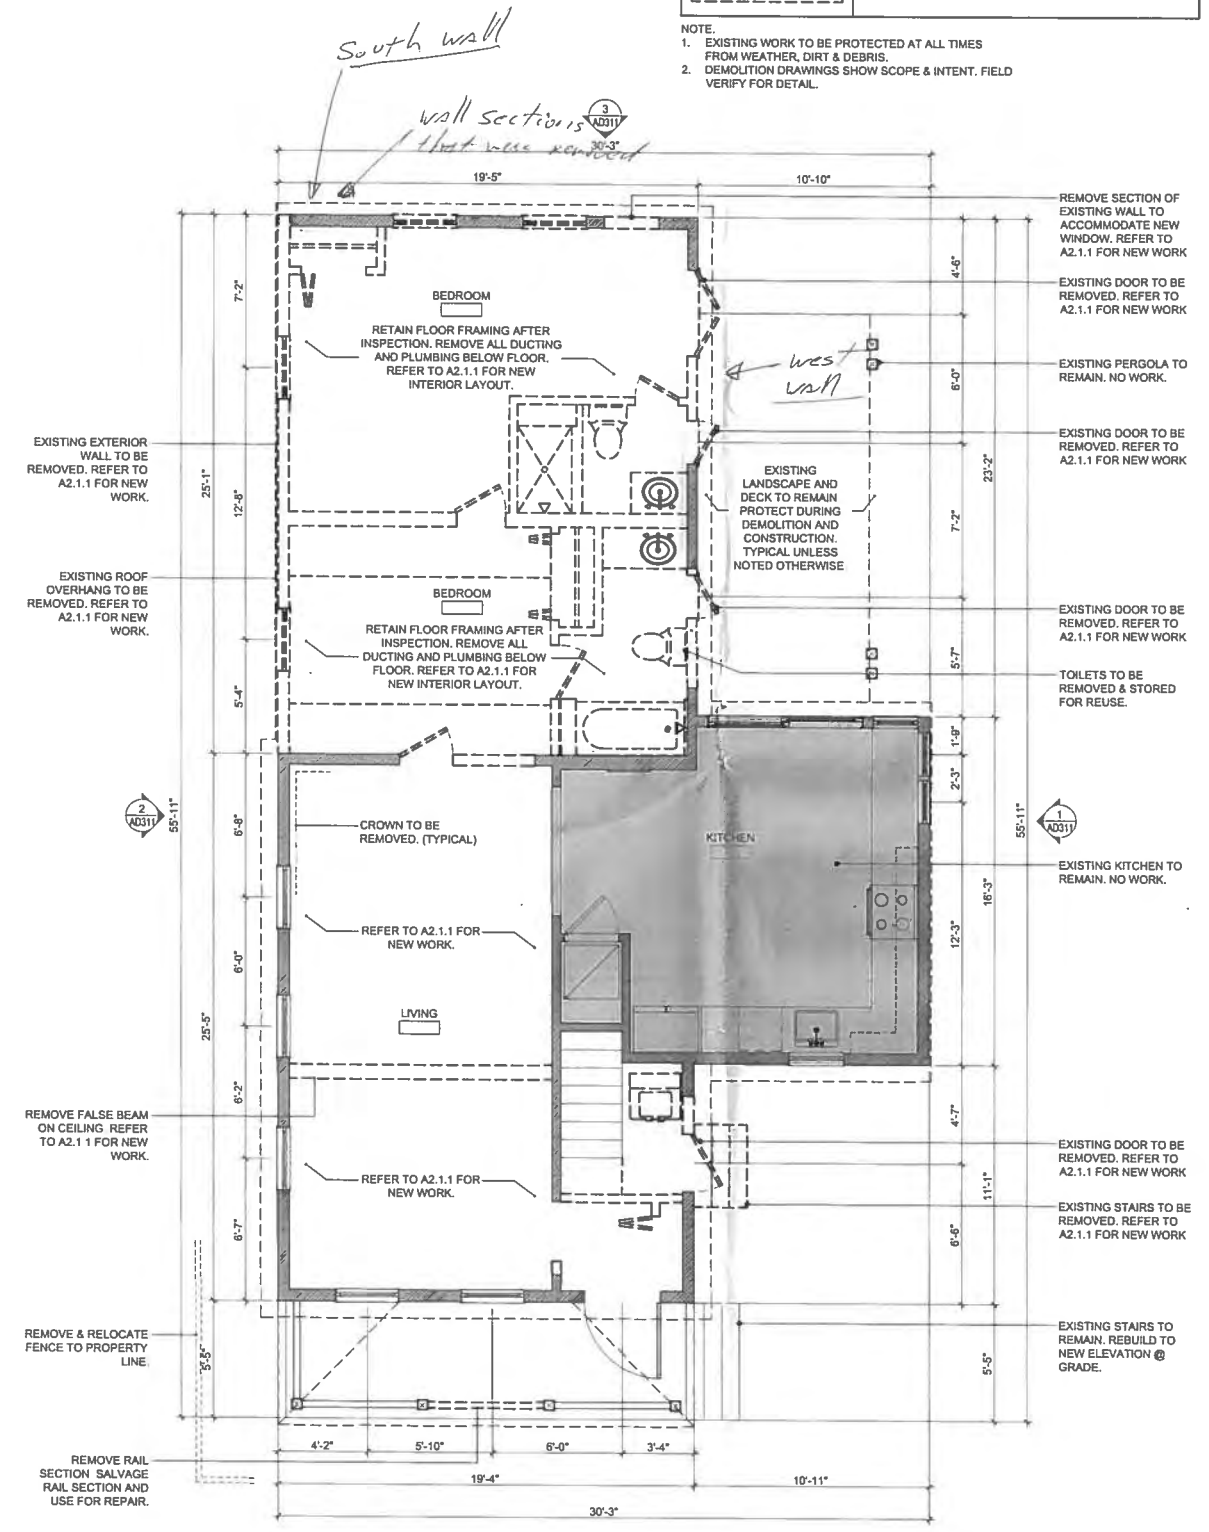 NOTE.
1. EXISTING WORK TO BE PROTECTED AT ALL TIMES
FROM WEATHER, DIRT & DEBRIS.
2. DEMOLITION DRAWINGS SHOW SCOPE & INTENT. FIELD
VERIFY FOR DETAIL.
South wall
wall sections
that were removed
3
AD311
30'-3"
19'-5"
10'-10"
REMOVE SECTION OF
EXISTING WALL TO
ACCOMMODATE NEW
WINDOW. REFER TO
A2.1.1 FOR NEW WORK
4'-6"
7'-2"
EXISTING DOOR TO BE
REMOVED. REFER TO
A2.1.1 FOR NEW WORK
BEDROOM
RETAIN FLOOR FRAMING AFTER
INSPECTION. REMOVE ALL DUCTING
AND PLUMBING BELOW FLOOR.
REFER TO A2.1.1 FOR NEW
INTERIOR LAYOUT.
west
wall
EXISTING PERGOLA TO
REMAIN. NO WORK.
6'-0"
EXISTING DOOR TO BE
REMOVED. REFER TO
A2.1.1 FOR NEW WORK
EXISTING EXTERIOR
WALL TO BE
REMOVED. REFER TO
A2.1.1 FOR NEW
WORK.
25'-1"
12'-8"
EXISTING
LANDSCAPE AND
DECK TO REMAIN
PROTECT DURING
DEMOLITION AND
CONSTRUCTION.
TYPICAL UNLESS
NOTED OTHERWISE
23'-2"
7'-2"
EXISTING ROOF
OVERHANG TO BE
REMOVED. REFER TO
A2.1.1 FOR NEW
WORK.
BEDROOM
RETAIN FLOOR FRAMING AFTER
INSPECTION. REMOVE ALL
DUCTING AND PLUMBING BELOW
FLOOR. REFER TO A2.1.1 FOR
NEW INTERIOR LAYOUT.
EXISTING DOOR TO BE
REMOVED. REFER TO
A2.1.1 FOR NEW WORK
5'-7"
TOILETS TO BE
REMOVED & STORED
FOR REUSE.
5'-4"
1'-9"
2'-3"
2
AD311
55'-11"
6'-8"
CROWN TO BE
REMOVED. (TYPICAL)
KITCHEN
55'-11"
1
AD311
EXISTING KITCHEN TO
REMAIN. NO WORK.
16'-3"
12'-3"
REFER TO A2.1.1 FOR
NEW WORK.
6'-0"
25'-5"
LIVING
6'-2"
REMOVE FALSE BEAM
ON CEILING REFER
TO A2.1 1 FOR NEW
WORK.
4'-7"
EXISTING DOOR TO BE
REMOVED. REFER TO
A2.1.1 FOR NEW WORK
REFER TO A2.1.1 FOR
NEW WORK.
11'-1"
EXISTING STAIRS TO BE
REMOVED. REFER TO
A2.1.1 FOR NEW WORK
6'-7"
6'-6"
REMOVE & RELOCATE
FENCE TO PROPERTY
LINE.
5'-5"
EXISTING STAIRS TO
REMAIN. REBUILD TO
NEW ELEVATION @
GRADE.
5'-5"
4'-2"
5'-10"
6'-0"
3'-4"
REMOVE RAIL
SECTION SALVAGE
RAIL SECTION AND
USE FOR REPAIR.
19'-4"
10'-11"
30'-3"